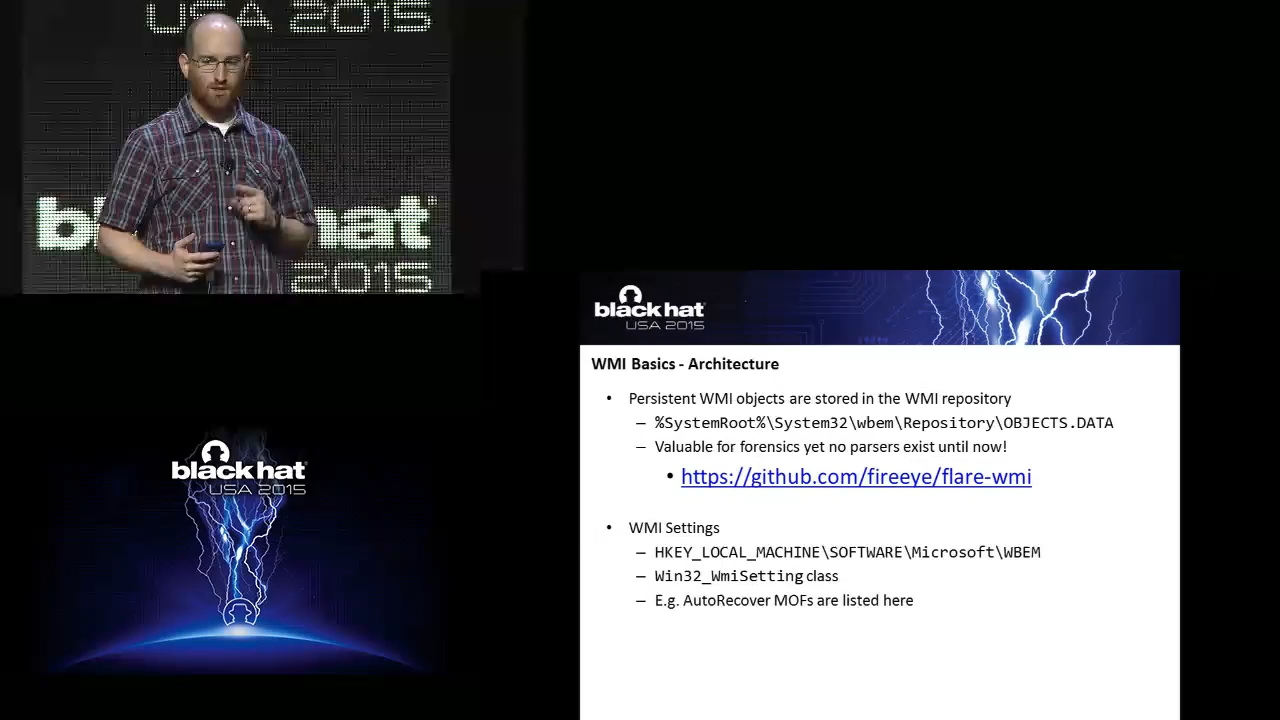 USA 2015
black hat
2015
black hat
USA 2015
WMI Basics - Architecture
• Persistent WMI objects are stored in the WMI repository
– %SystemRoot%\System32\wbem\Repository\OBJECTS.DATA
– Valuable for forensics yet no parsers exist until now!
• https://github.com/fireeye/flare-wmi
• WMI Settings
– HKEY_LOCAL_MACHINE\SOFTWARE\Microsoft\WBEM
– Win32_WmiSetting class
– E.g. AutoRecover MOFs are listed here
black hat
USA 2015